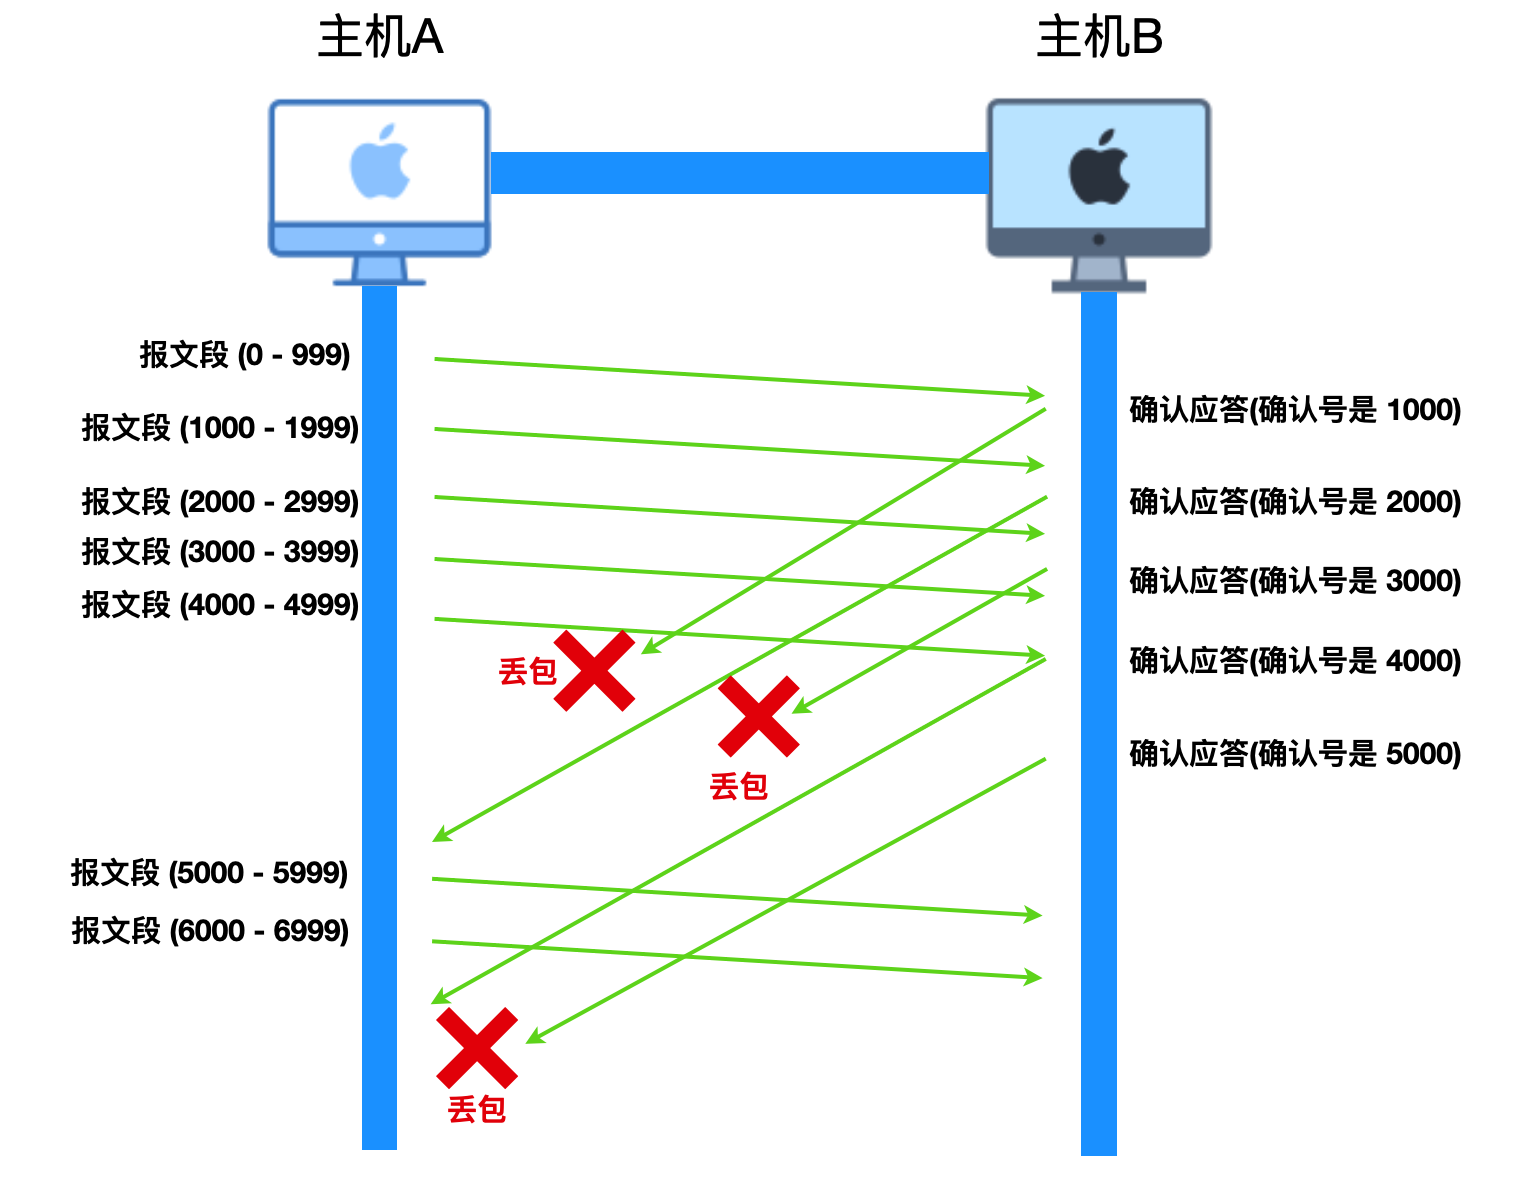 主机A
主机B
报文段 (0 - 999)
确认应答(确认号是 1000)
报文段 (1000 - 1999)
报文段 (2000 - 2999)
确认应答(确认号是 2000)
报文段 (3000 - 3999)
确认应答(确认号是 3000)
报文段 (4000 - 4999)
确认应答(确认号是 4000)
丢包
确认应答(确认号是 5000)
丢包
报文段 (5000 - 5999)
报文段 (6000 - 6999)
丢包